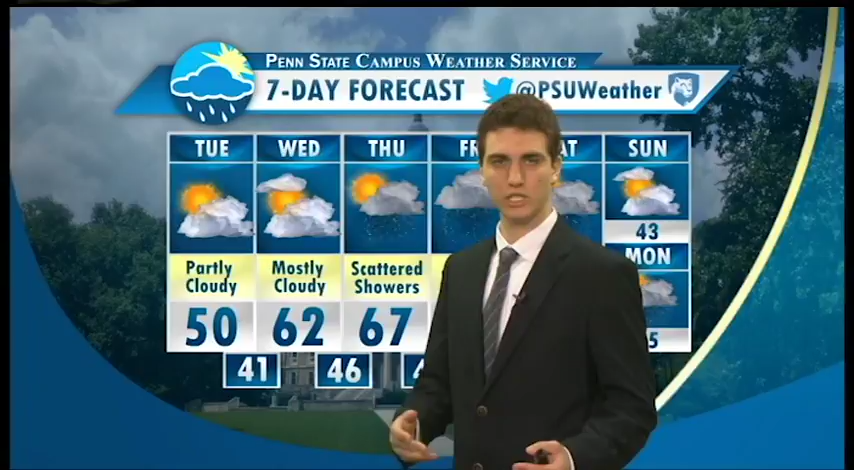 PENN STATE CAMPUS WEATHER SERVICE
7-DAY FORECAST @PSUWeather
TUE WED THU SUN
Partly Cloudy
Mostly Cloudy
Scattered Showers
50 62 67
41 46
43
MON